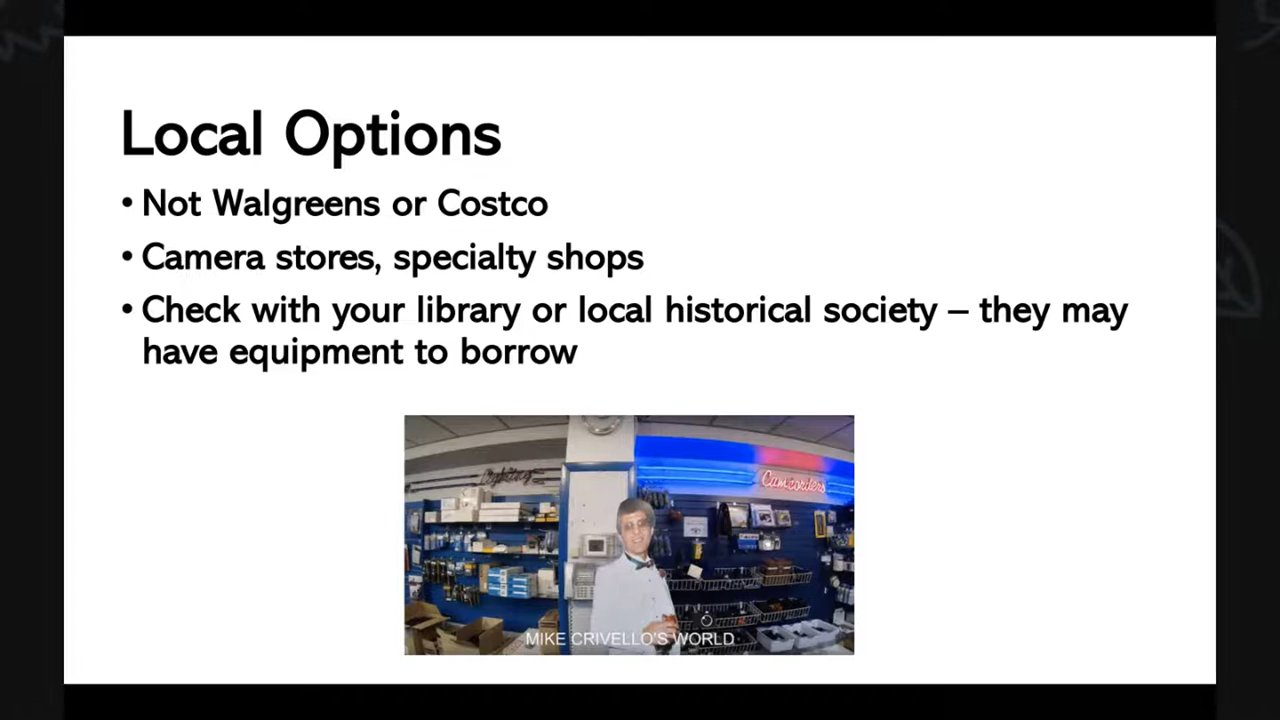 Local Options
• Not Walgreens or Costco
• Camera stores, specialty shops
• Check with your library or local historical society – they may
have equipment to borrow
Lighting
Camcorders
MIKE CRIVELLO'S WORLD